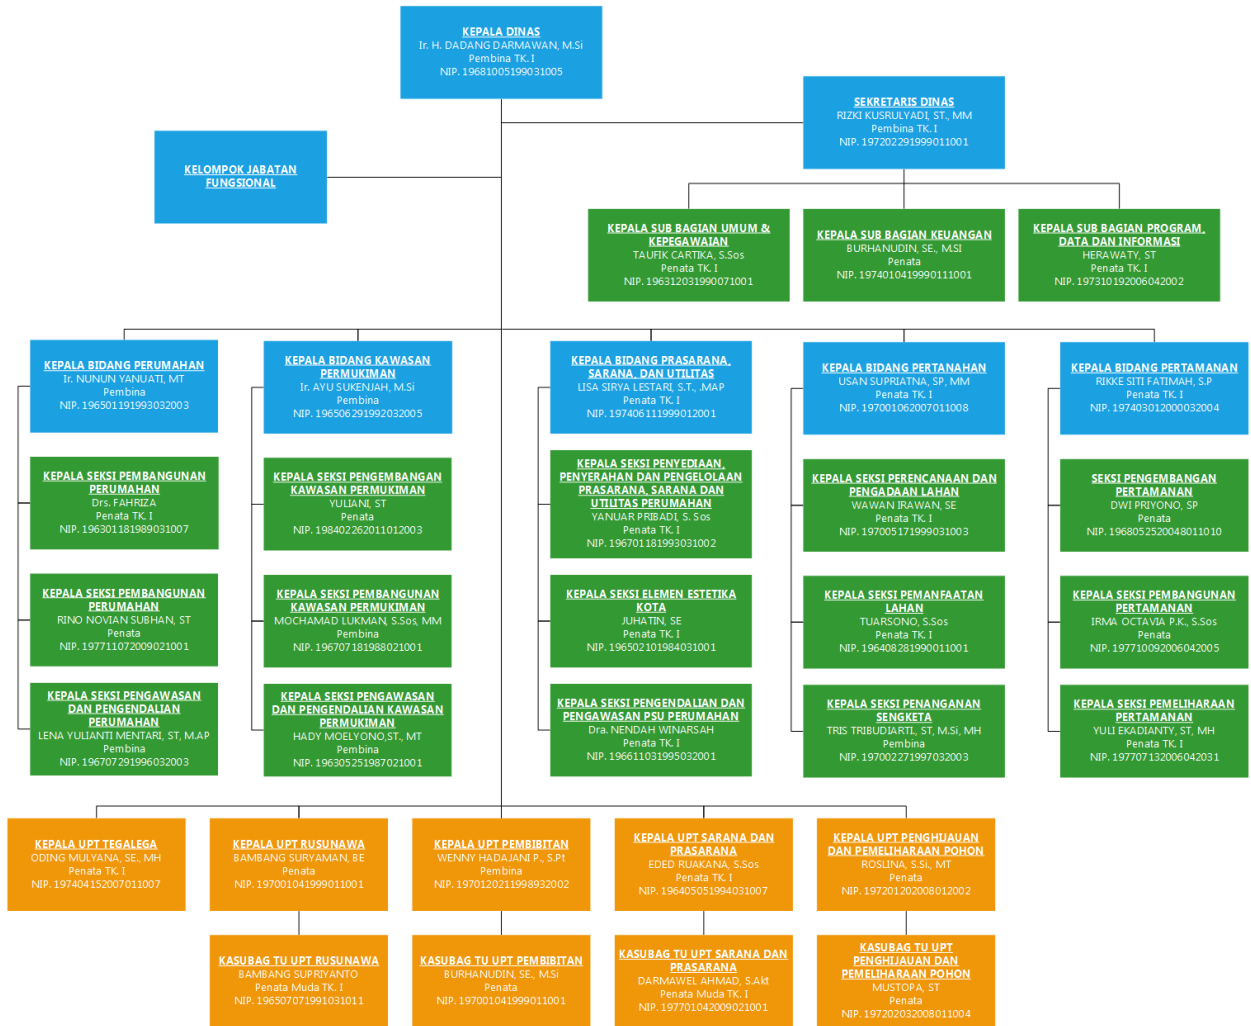 KEPALA DINAS
Ir. H. DADANG DARMAWAN, M.Si
Pembina TK. I
NIP. 19681005199031005
SEKRETARIS DINAS
RIZKI KUSRULYADI, ST., MM
Pembina TK. I
NIP. 197202291999011001
KELOMPOK JABATAN
FUNGSIONAL
KEPALA SUB BAGIAN UMUM &
KEPEGAWAIAN
TAUFIK CARTIKA, S.Sos
Penata TK. I
NIP. 196312031990071001
KEPALA SUB BAGIAN KEUANGAN
BURHANUDIN, SE., M.SI
Penata
NIP. 1974010419990111001
KEPALA SUB BAGIAN PROGRAM,
DATA DAN INFORMASI
HERAWATY, ST
Penata TK. I
NIP. 197310192006042002
KEPALA BIDANG PERUMAHAN
Ir. NUNUN YANUATI, MT
Pembina
NIP. 196501191993032003
KEPALA BIDANG KAWASAN
PERMUKIMAN
Ir. AYU SUKENJAH, M.Si
Pembina
NIP. 196506291992032005
KEPALA BIDANG PRASARANA,
SARANA, DAN UTILITAS
LISA SIRYA LESTARI, S.T., .MAP
Penata TK. I
NIP. 197406111999012001
KEPALA BIDANG PERTANAHAN
USAN SUPRIATNA, SP, MM
Penata TK. I
NIP. 197001062007011008
KEPALA BIDANG PERTAMANAN
RIKKE SITI FATIMAH, S.P
Penata TK. I
NIP. 197403012000032004
KEPALA SEKSI PEMBANGUNAN
PERUMAHAN
Drs. FAHRIZA
Penata TK. I
NIP. 196301181989031007
KEPALA SEKSI PENGEMBANGAN
KAWASAN PERMUKIMAN
YULIANI, ST
Penata
NIP. 198402262011012003
KEPALA SEKSI PENYEDIAAN,
PENYERAHAN DAN PENGELOLAAN
PRASARANA, SARANA DAN
UTILITAS PERUMAHAN
YANUAR PRIBADI, S. Sos
Penata TK. I
NIP. 196701181993031002
KEPALA SEKSI PERENCANAAN DAN
PENGADAAN LAHAN
WAWAN IRAWAN, SE
Penata TK. I
NIP. 197005171999031003
SEKSI PENGEMBANGAN
PERTAMANAN
DWI PRIYONO, SP
Penata
NIP. 1968052520048011010
KEPALA SEKSI PEMBANGUNAN
PERUMAHAN
RINO NOVIAN SUBHAN, ST
Penata
NIP. 197711072009021001
KEPALA SEKSI PEMBANGUNAN
KAWASAN PERMUKIMAN
MOCHAMAD LUKMAN, S.Sos, MM
Pembina
NIP. 196707181988021001
KEPALA SEKSI ELEMEN ESTETIKA
KOTA
JUHATIN, SE
Penata TK. I
NIP. 196502101984031001
KEPALA SEKSI PEMANFAATAN
LAHAN
TUARSONO, S.Sos
Penata TK. I
NIP. 196408281990011001
KEPALA SEKSI PEMBANGUNAN
PERTAMANAN
IRMA OCTAVIA P.K., S.Sos
Penata
NIP. 197710092006042005
KEPALA SEKSI PENGAWASAN
DAN PENGENDALIAN
PERUMAHAN
LENA YULIANTI MENTARI, ST, M.AP
Pembina
NIP. 196707291996032003
KEPALA SEKSI PENGAWASAN
DAN PENGENDALIAN KAWASAN
PERMUKIMAN
HADY MOELYONO,ST., MT
Pembina
NIP. 196305251987021001
KEPALA SEKSI PENGENDALIAN DAN
PENGAWASAN PSU PERUMAHAN
Dra. NENDAH WINARSAH
Penata TK. I
NIP. 196611031995032001
KEPALA SEKSI PENANGANAN
SENGKETA
TRIS TRIBUDIARTI., ST, M.Si, MH
Pembina
NIP. 197002271997032003
KEPALA SEKSI PEMELIHARAAN
PERTAMANAN
YULI EKADIANTY, ST, MH
Penata TK. I
NIP. 197707132006042031
KEPALA UPT TEGALEGA
ODING MULYANA, SE., MH
Penata TK. I
NIP. 197404152007011007
KEPALA UPT RUSUNAWA
BAMBANG SURYAMAN, BE
Penata
NIP. 197001041999011001
KEPALA UPT PEMBIBITAN
WENNY HADAJANI P., S.Pt
Pembina
NIP. 1970120211998932002
KEPALA UPT SARANA DAN
PRASARANA
EDED RUAKANA, S.Sos
Penata TK. I
NIP. 196405051994031007
KEPALA UPT PENGHIJAUAN
DAN PEMELIHARAAN POHON
ROSLINA, S.Si., MT
Penata
NIP. 197201202008012002
KASUBAG TU UPT RUSUNAWA
BAMBANG SUPRIYANTO
Penata Muda TK. I
NIP. 196507071991031011
KASUBAG TU UPT PEMBIBITAN
BURHANUDIN, SE., M.Si
Penata
NIP. 197001041999011001
KASUBAG TU UPT SARANA DAN
PRASARANA
DARMAWEL AHMAD, S.Akt
Penata Muda TK. I
NIP. 197701042009021001
KASUBAG TU UPT
PENGHIJAUAN DAN
PEMELIHARAAN POHON
MUSTOPA, ST
Penata
NIP. 197202032008011004